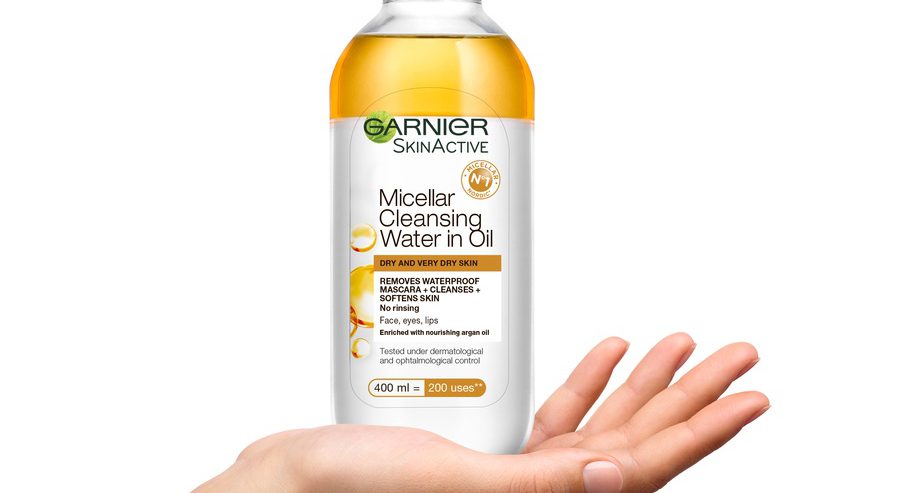 GARNIER
SKINACTIVE
MICELLAR
Nº1
NORDIC
Micellar
Cleansing
Water in Oil
DRY AND VERY DRY SKIN
REMOVES WATERPROOF
MASCARA + CLEANSES +
SOFTENS SKIN
No rinsing
Face, eyes, lips
Enriched with nourishing argan oil
Tested under dermatological
and ophtalmological control
400 ml = 200 uses**